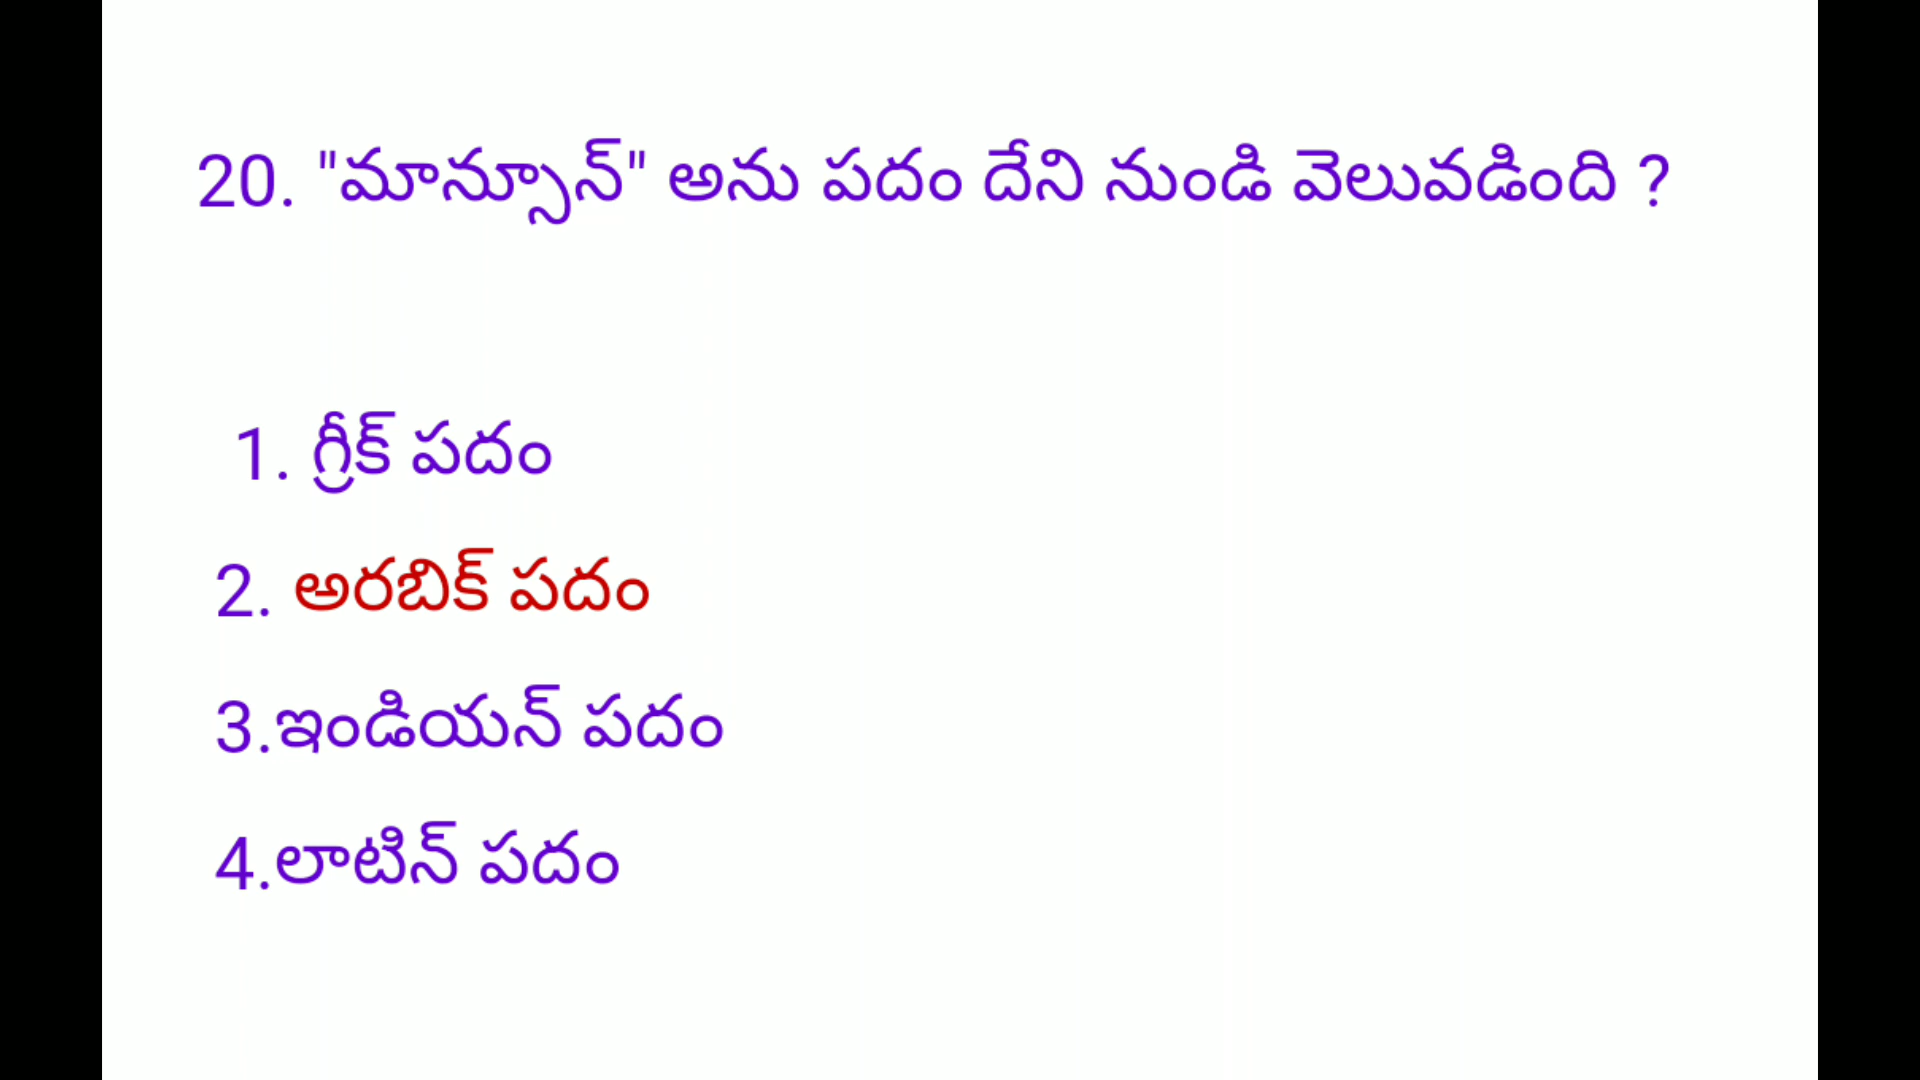 20. "మాన్సూన్" అను పదం దేని నుండి వెలువడింది ?
1. గ్రీక్ పదం
2. అరబిక్ పదం
3.ఇండియన్ పదం
4.లాటిన్ పదం